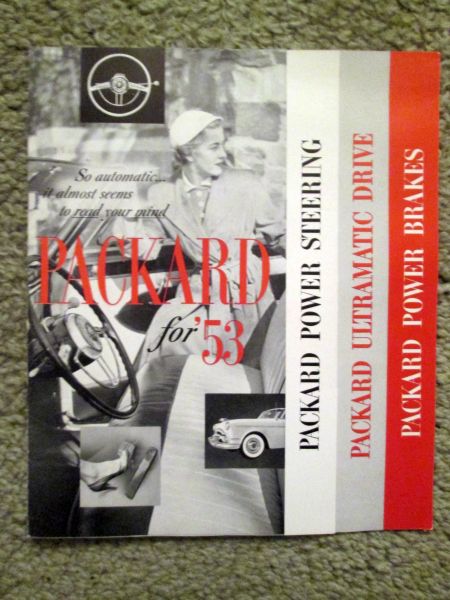 So automatic...
it almost seems
to read your mind
PACKARD
for '53
PACKARD POWER STEERING
PACKARD ULTRAMATIC DRIVE
PACKARD POWER BRAKES